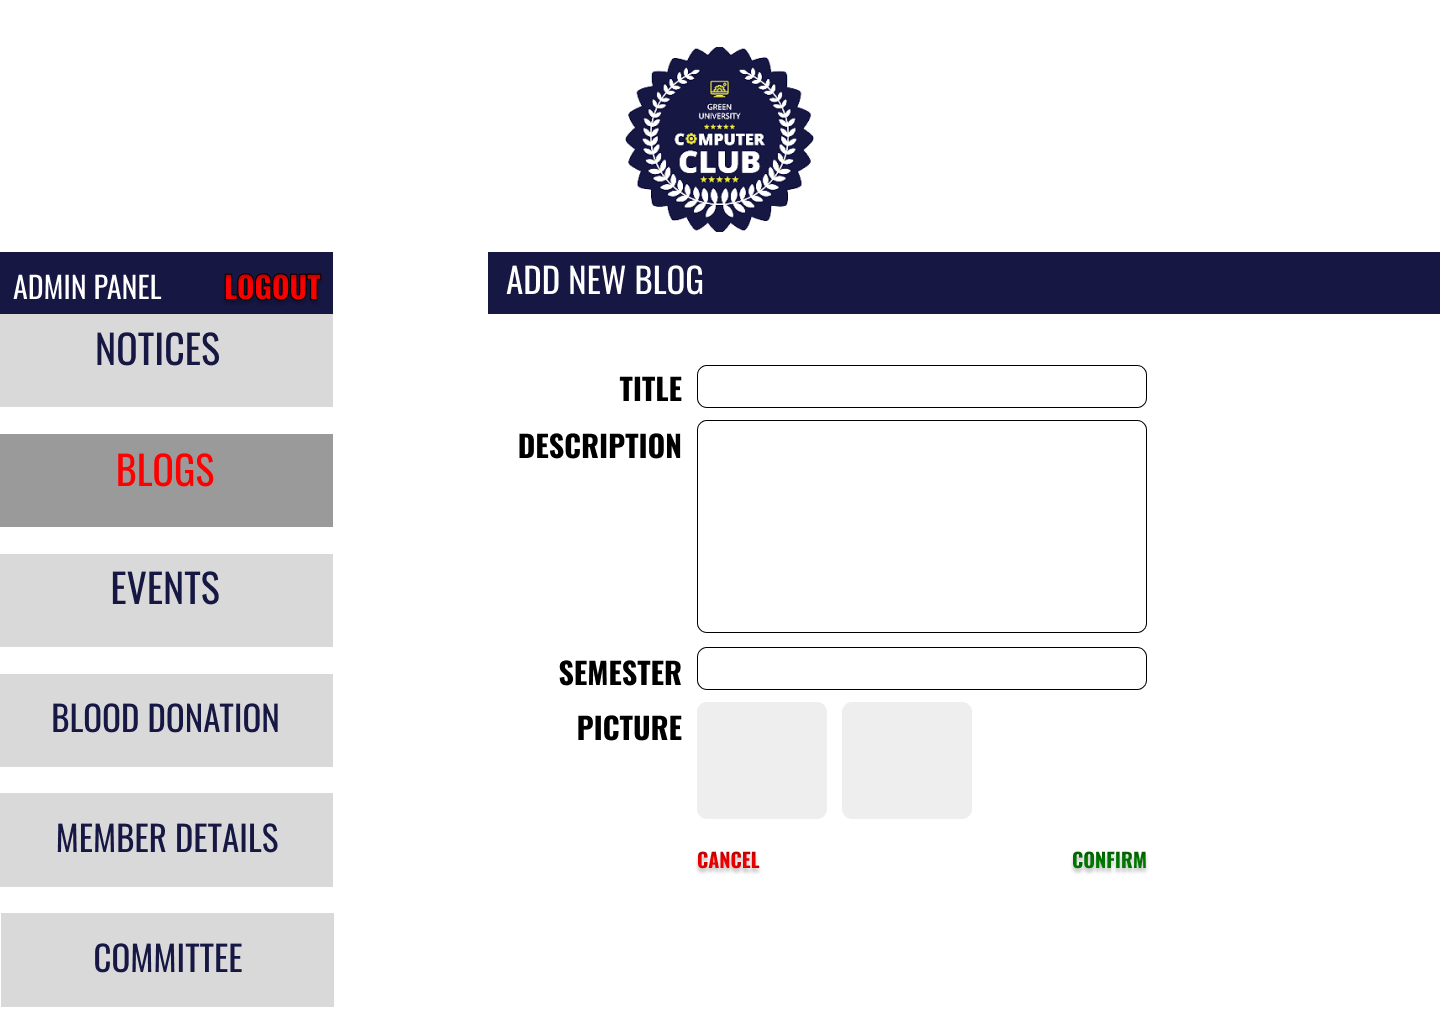 GREEN
UNIVERSITY
COMPUTER
CLUB
ADMIN PANEL LOGOUT
NOTICES
BLOGS
EVENTS
BLOOD DONATION
MEMBER DETAILS
COMMITTEE
ADD NEW BLOG
TITLE
DESCRIPTION
SEMESTER
PICTURE
CANCEL CONFIRM